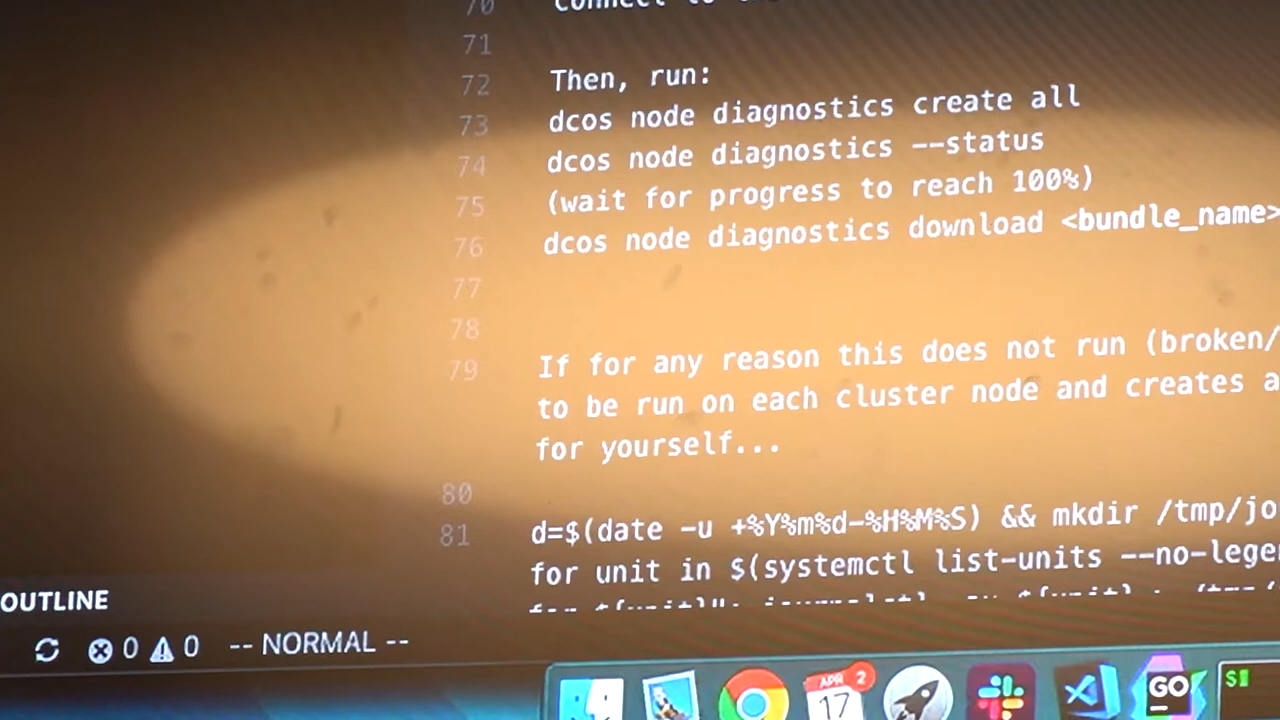 70 Connect to
71
72 Then, run:
73 dcos node diagnostics create all
74 dcos node diagnostics --status
75 (wait for progress to reach 100%)
76 dcos node diagnostics download <bundle_name>
77
78
79 If for any reason this does not run (broken/
to be run on each cluster node and creates a
for yourself...
80
81 d=$(date -u +%Y%m%d-%H%M%S) && mkdir /tmp/jo
for unit in $(systemctl list-units --no-lege
OUTLINE
0 0 -- NORMAL --
APR 2
17
GO
$